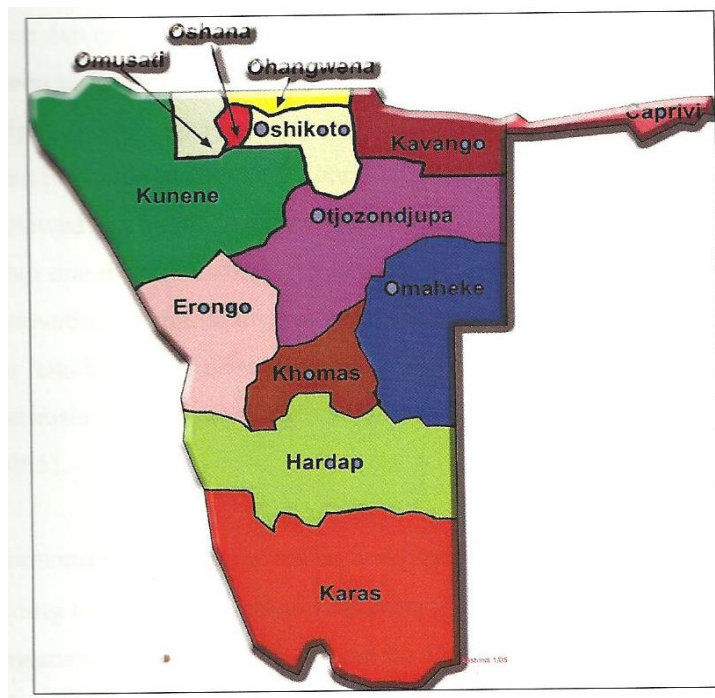 Oshana
Omusati
Ohangwena
Caprivi
Oshikoto
Kavango
Kunene
Otjozondjupa
Omaheke
Erongo
Khomas
Hardap
Karas